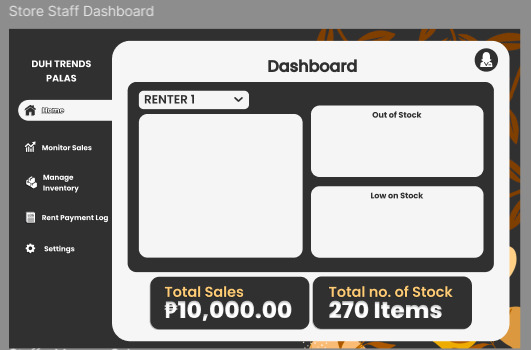 Store Staff Dashboard
DUH TRENDS
PALAS
Home
Monitor Sales
Manage
Inventory
Rent Payment Log
Settings
Dashboard
RENTER 1
Out of Stock
Low on Stock
Total Sales
₱10,000.00
Total no. of Stock
270 Items